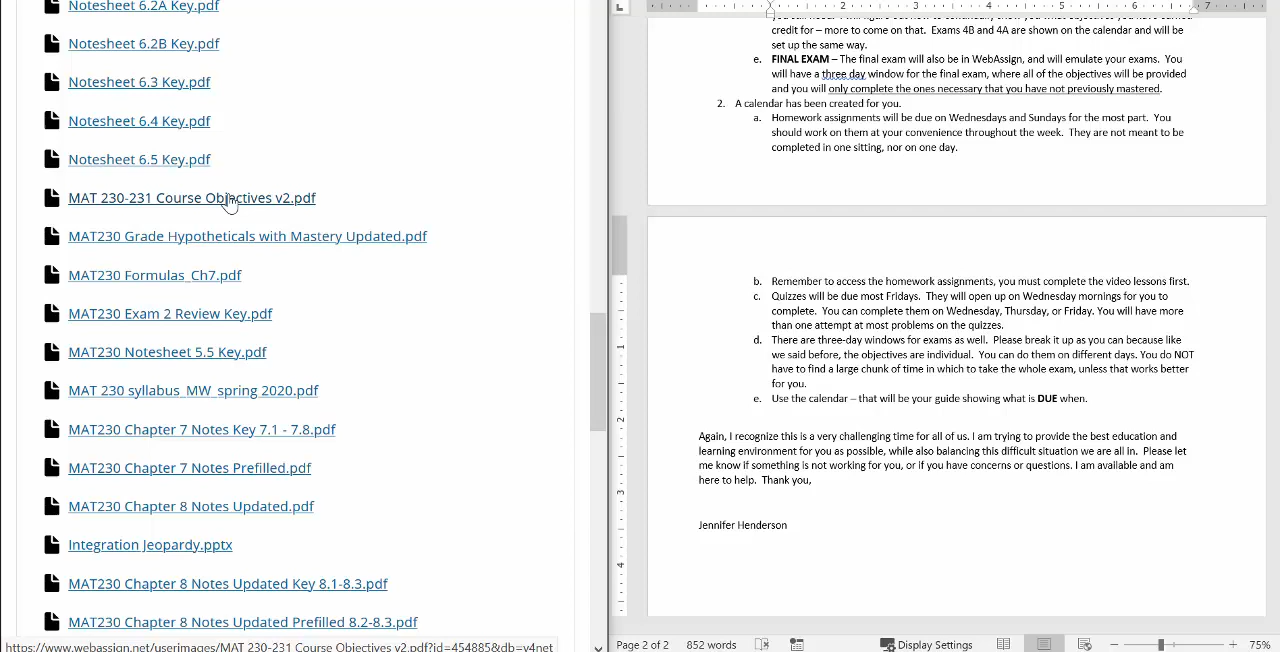 Notesheet 6.2A Key.pdf
Notesheet 6.2B Key.pdf
Notesheet 6.3 Key.pdf
Notesheet 6.4 Key.pdf
Notesheet 6.5 Key.pdf
MAT 230-231 Course Objectives v2.pdf
MAT230 Grade Hypotheticals with Mastery Updated.pdf
MAT230 Formulas_Ch7.pdf
MAT230 Exam 2 Review Key.pdf
MAT230 Notesheet 5.5 Key.pdf
MAT 230 syllabus_MW_spring 2020.pdf
MAT230 Chapter 7 Notes Key 7.1 - 7.8.pdf
MAT230 Chapter 7 Notes Prefilled.pdf
MAT230 Chapter 8 Notes Updated.pdf
Integration Jeopardy.pptx
MAT230 Chapter 8 Notes Updated Key 8.1-8.3.pdf
MAT230 Chapter 8 Notes Updated Prefilled 8.2-8.3.pdf
https://www.webassign.net/userimages/MAT 230-231 Course Objectives v2.pdf?id=454885&db=v4net
2 3 4 5 6 7
credit for – more to come on that. Exams 4B and 4A are shown on the calendar and will be
set up the same way.
e. FINAL EXAM – The final exam will also be in WebAssign, and will emulate your exams. You
will have a three day window for the final exam, where all of the objectives will be provided
and you will only complete the ones necessary that you have not previously mastered.
2. A calendar has been created for you.
a. Homework assignments will be due on Wednesdays and Sundays for the most part. You
should work on them at your convenience throughout the week. They are not meant to be
completed in one sitting, nor on one day.
b. Remember to access the homework assignments, you must complete the video lessons first.
c. Quizzes will be due most Fridays. They will open up on Wednesday mornings for you to
complete. You can complete them on Wednesday, Thursday, or Friday. You will have more
than one attempt at most problems on the quizzes.
d. There are three-day windows for exams as well. Please break it up as you can because like
we said before, the objectives are individual. You can do them on different days. You do NOT
have to find a large chunk of time in which to take the whole exam, unless that works better
for you.
e. Use the calendar – that will be your guide showing what is DUE when.
Again, I recognize this is a very challenging time for all of us. I am trying to provide the best education and
learning environment for you as possible, while also balancing this difficult situation we are all in. Please let
me know if something is not working for you, or if you have concerns or questions. I am available and am
here to help. Thank you,
Jennifer Henderson
1
2
3
4
Page 2 of 2 852 words Display Settings 75%